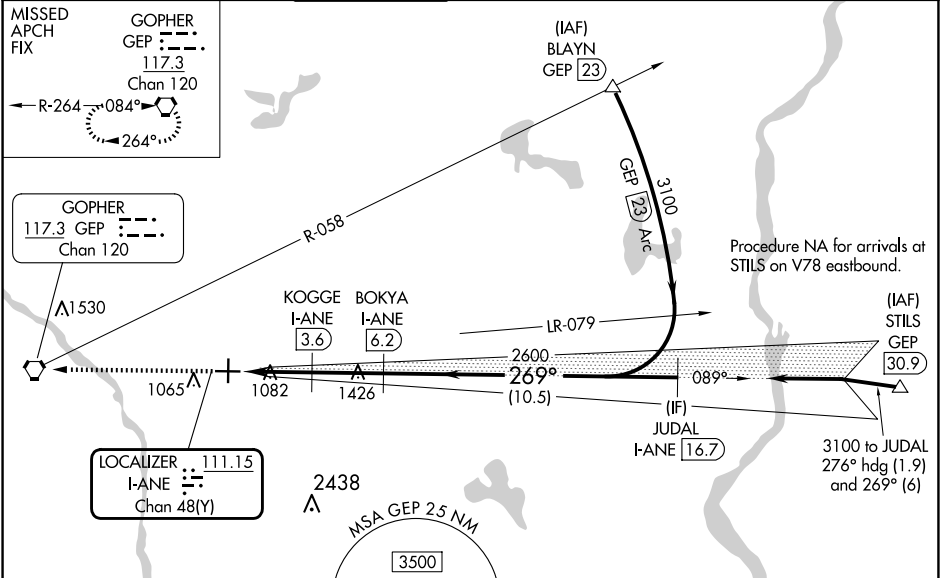 MISSED
APCH
FIX
GOPHER
GEP
117.3
Chan 120
R-264
084°
264°
(IAF)
BLAYN
GEP 23
GOPHER
117.3 GEP
Chan 120
R-058
GEP 23 Arc
3100
Procedure NA for arrivals at
STILS on V78 eastbound.
1530
KOGGE
I-ANE
3.6
BOKYA
I-ANE
6.2
LR-079
(IAF)
STILS
GEP
30.9
2600
269°
(10.5)
089°
1065
1082
1426
(IF)
JUDAL
I-ANE 16.7
3100 to JUDAL
276° hdg (1.9)
and 269° (6)
LOCALIZER 111.15
I-ANE
Chan 48(Y)
2438
MSA GEP 25 NM
3500